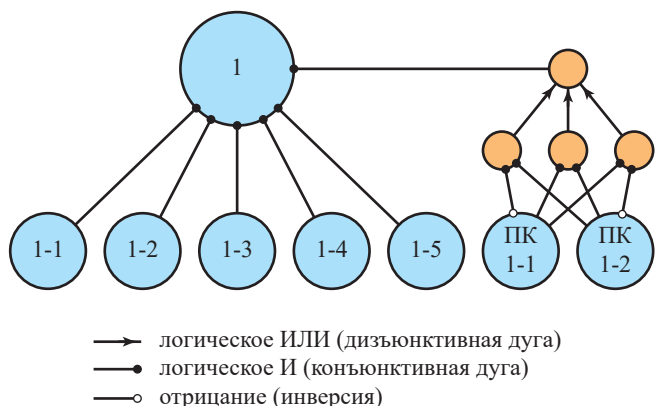 1
1-1
1-2
1-3
1-4
1-5
ПК
1-1
ПК
1-2
логическое ИЛИ (дизъюнктивная дуга)
логическое И (конъюнктивная дуга)
отрицание (инверсия)